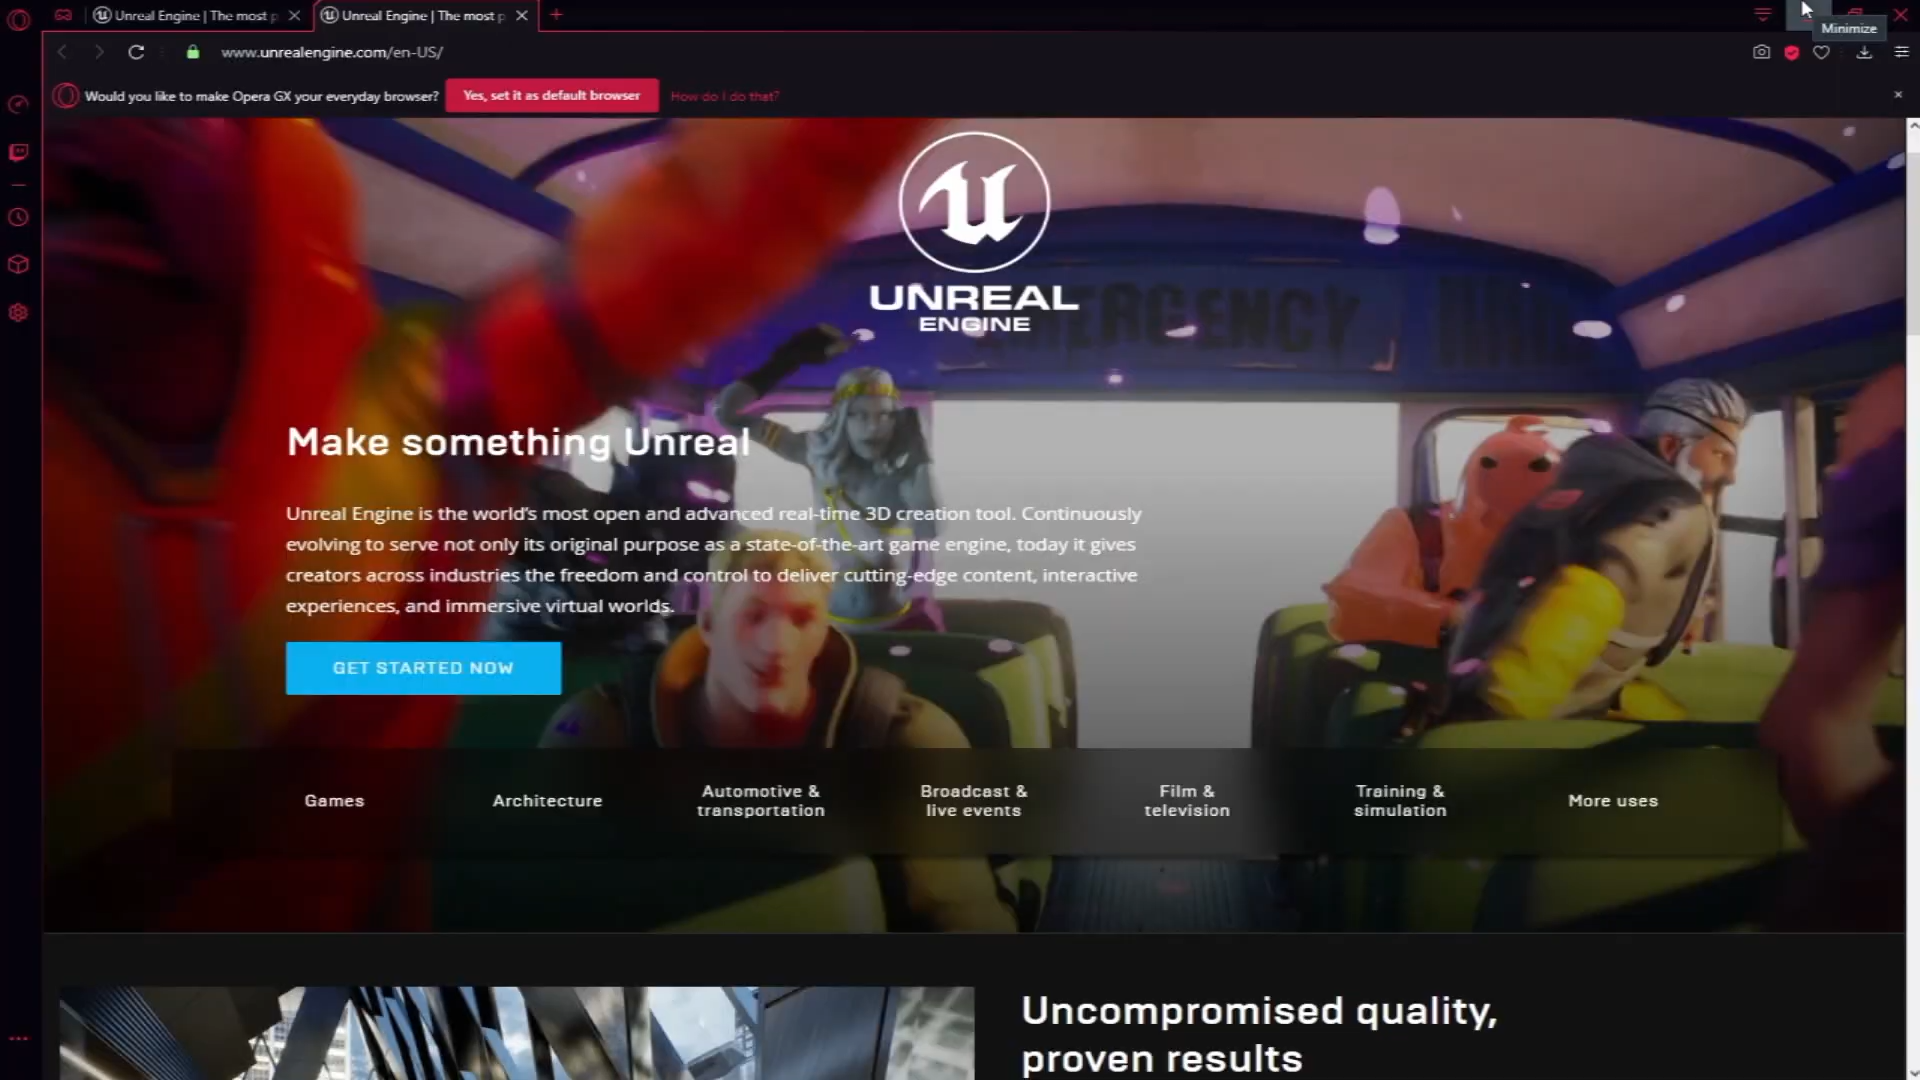 Unreal Engine | The most p
Unreal Engine | The most p
Minimize
www.unrealengine.com/en-US/
Would you like to make Opera GX your everyday browser?
Yes, set it as default browser
How do I do that?
EMERGENCY
UNREAL
ENGINE
Make something Unreal
Unreal Engine is the world's most open and advanced real-time 3D creation tool. Continuously
evolving to serve not only its original purpose as a state-of-the-art game engine, today it gives
creators across industries the freedom and control to deliver cutting-edge content, interactive
experiences, and immersive virtual worlds.
GET STARTED NOW
Games
Architecture
Automotive &
transportation
Broadcast &
live events
Film &
television
Training &
simulation
More uses
Uncompromised quality,
proven results